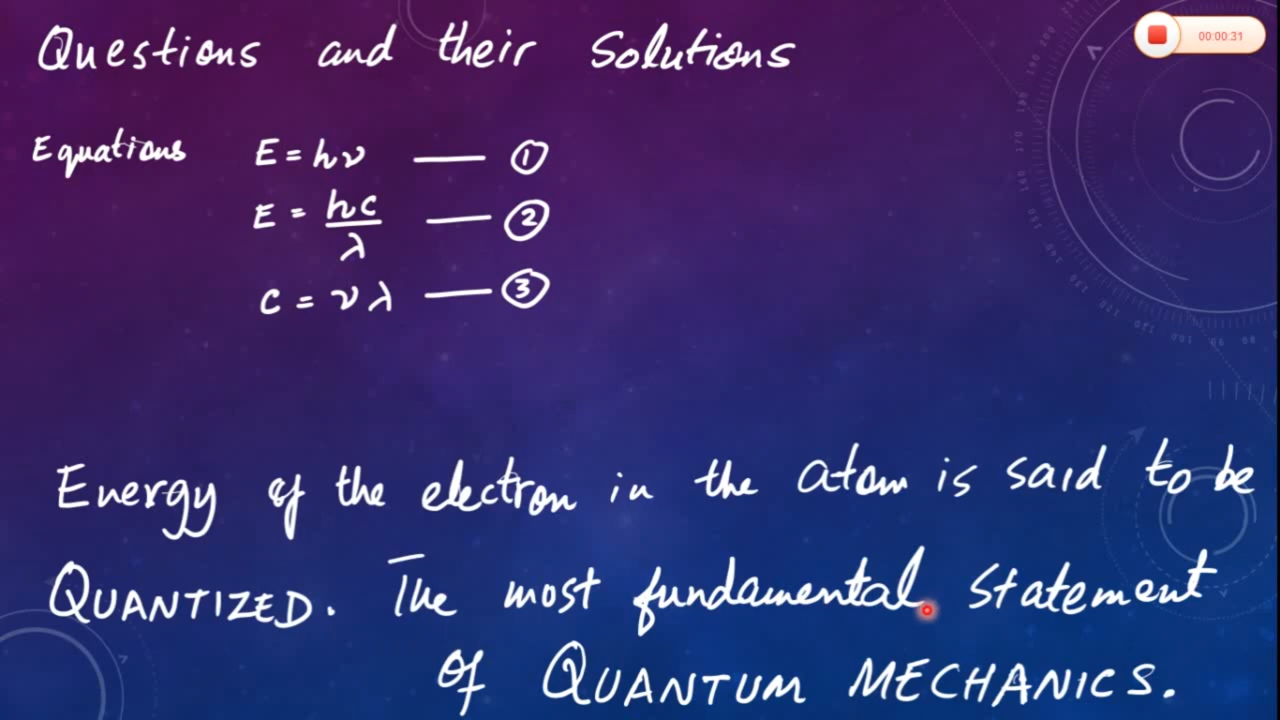 Questions and their Solutions
00:00:31
Equations E = hν —— ①
E = hc/λ —— ②
c = νλ —— ③
Energy of the electron in the atom is said to be
QUANTIZED. The most fundamental statement
of QUANTUM MECHANICS.